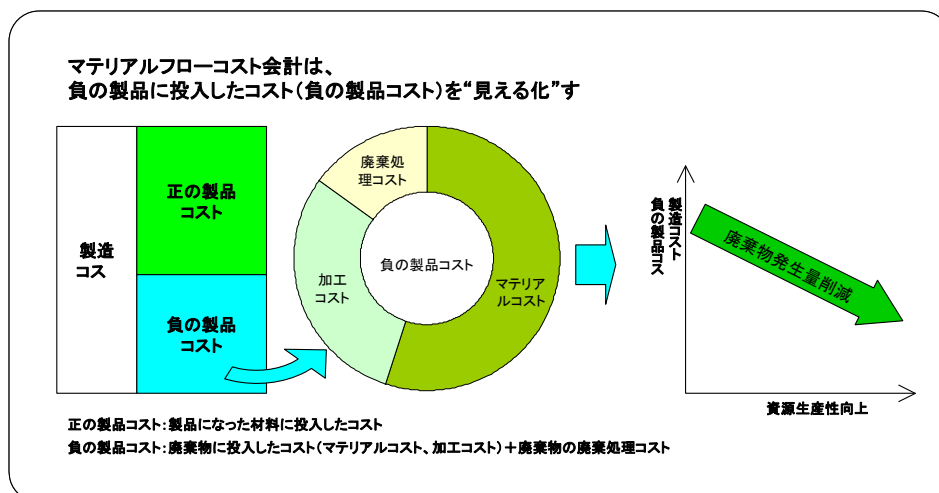 マテリアルフローコスト会計は、
負の製品に投入したコスト(負の製品コスト)を“見える化”す
製造
コス
正の製品
コスト
負の製品
コスト
廃棄処
理コスト
加工
コスト
負の製品コスト
マテリア
ルコスト
製造コスト
負の製品コス
廃棄物発生量削減
資源生産性向上
正の製品コスト:製品になった材料に投入したコスト
負の製品コスト:廃棄物に投入したコスト(マテリアルコスト、加工コスト)+廃棄物の廃棄処理コスト